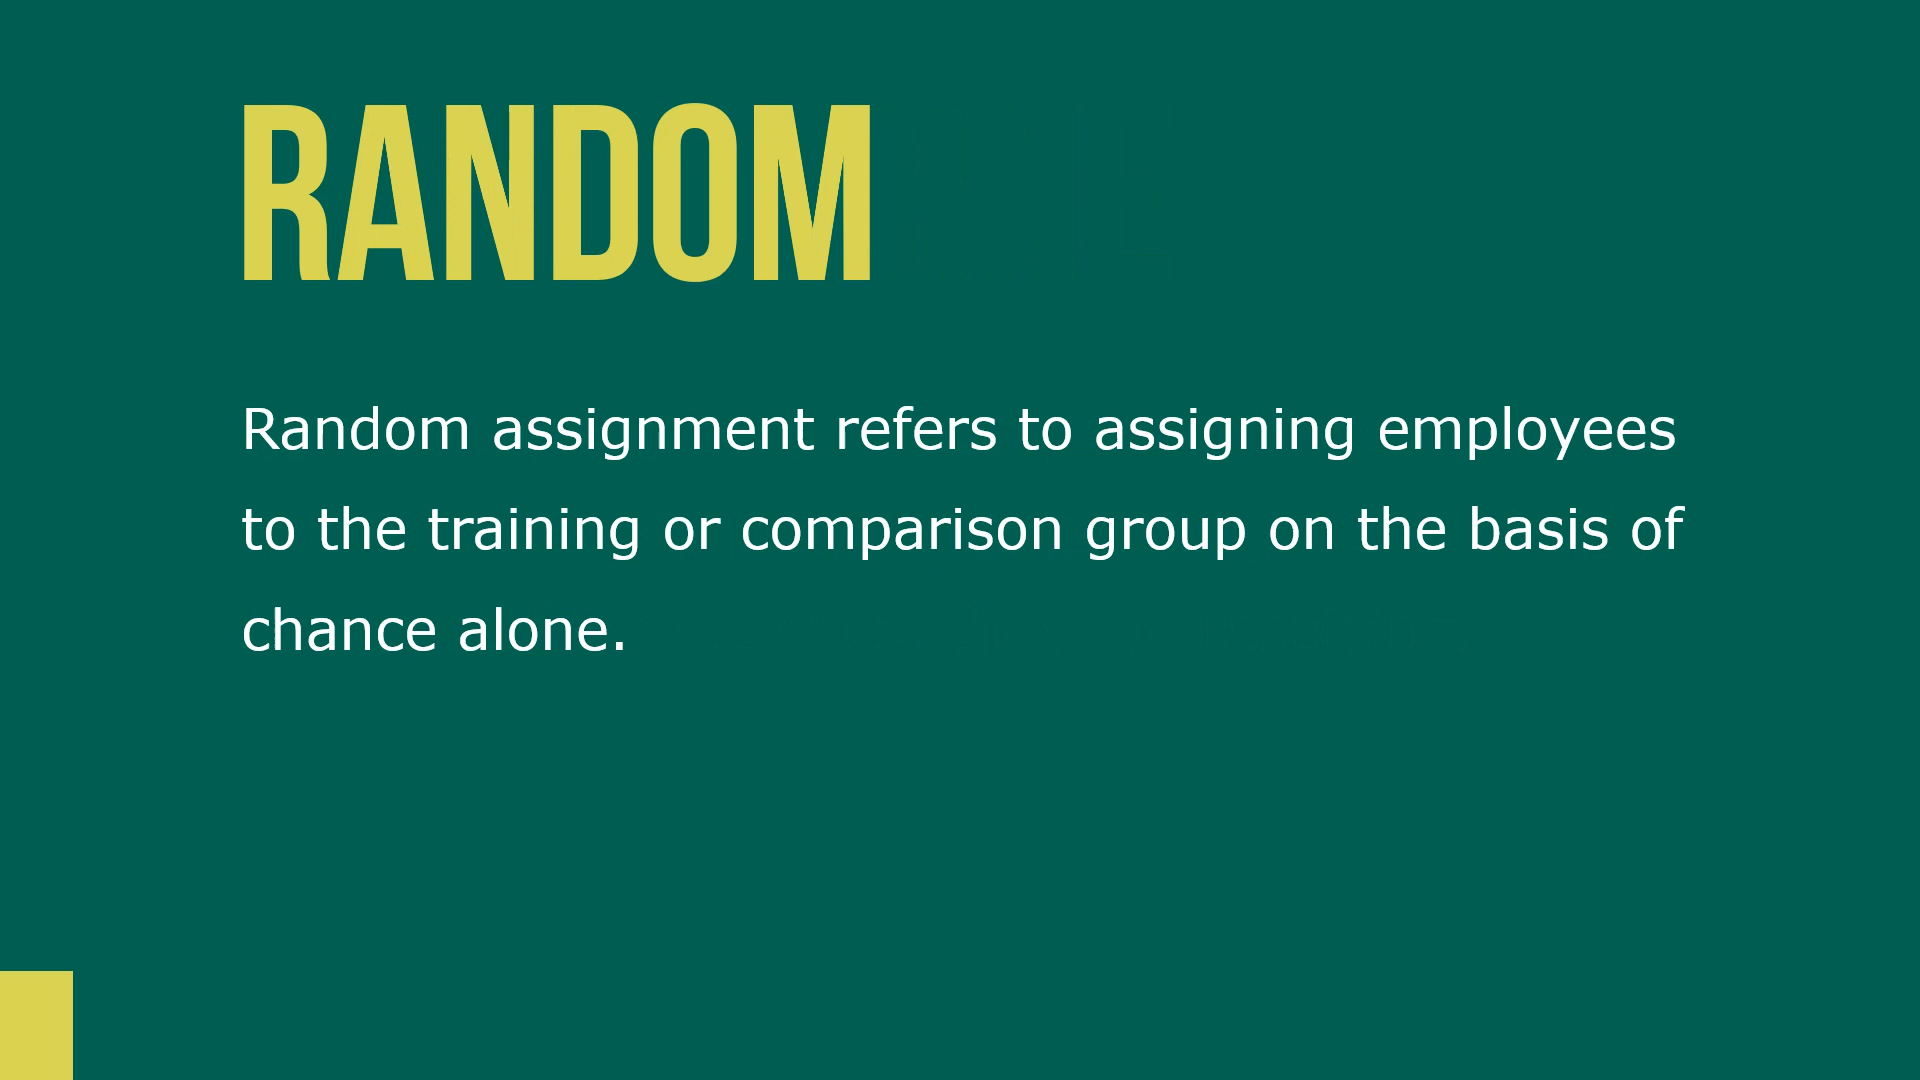 RANDOM
Random assignment refers to assigning employees
to the training or comparison group on the basis of
chance alone.